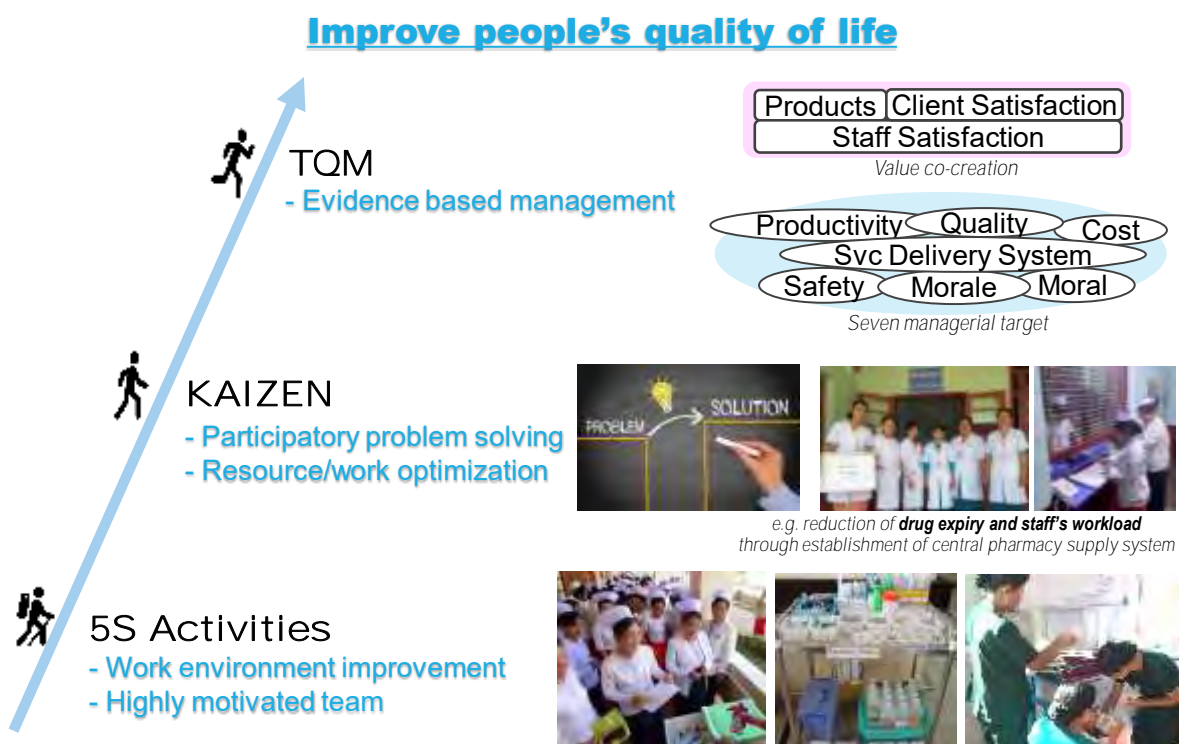 Improve people's quality of life
TQM
- Evidence based management
Products
Client Satisfaction
Staff Satisfaction
Value co-creation
Productivity
Quality
Cost
Svc Delivery System
Safety
Morale
Moral
Seven managerial target
KAIZEN
- Participatory problem solving
- Resource/work optimization
PROBLEM
SOLUTION
e.g. reduction of drug expiry and staff's workload
through establishment of central pharmacy supply system
5S Activities
- Work environment improvement
- Highly motivated team